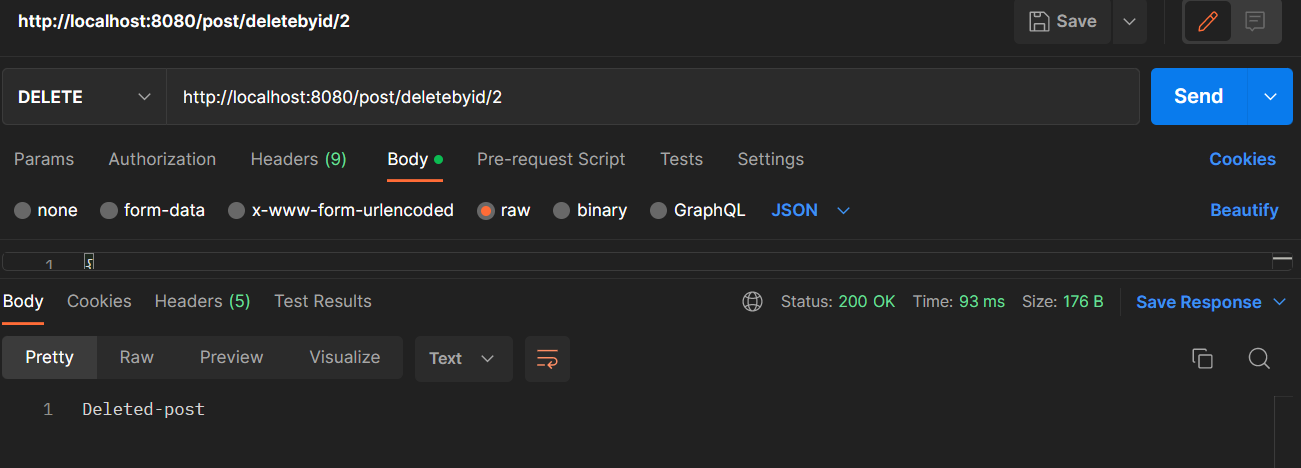 http://localhost:8080/post/deletebyid/2
Save
DELETE
http://localhost:8080/post/deletebyid/2
Send
Params Authorization Headers (9) Body Pre-request Script Tests Settings Cookies
none form-data x-www-form-urlencoded raw binary GraphQL JSON Beautify
1 {
Body Cookies Headers (5) Test Results Status: 200 OK Time: 93 ms Size: 176 B Save Response
Pretty Raw Preview Visualize Text
1 Deleted-post